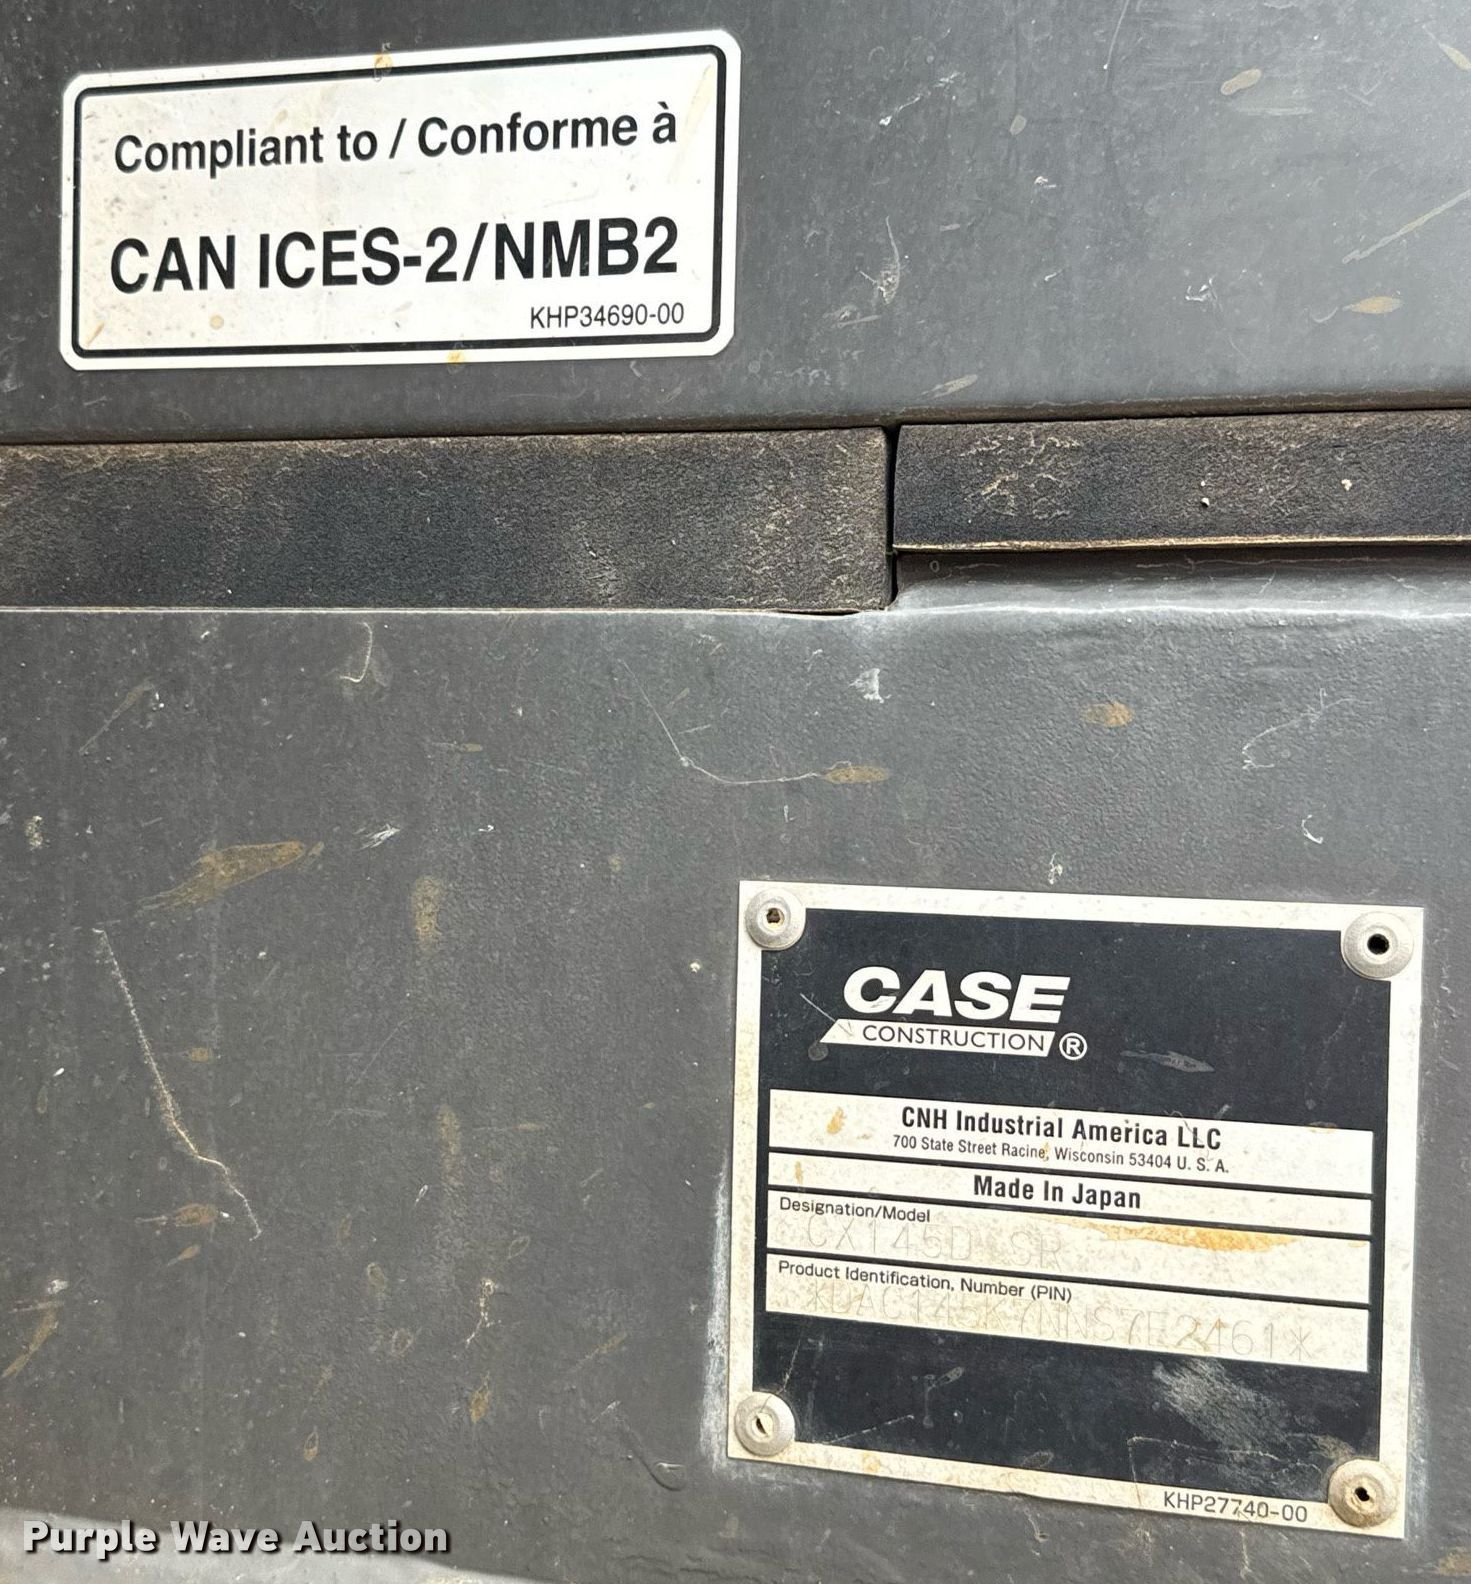 Compliant to / Conforme à
CAN ICES-2/NMB2
KHP34690-00
CASE
CONSTRUCTION®
CNH Industrial America LLC
700 State Street Racine, Wisconsin 53404 U. S. A.
Made In Japan
Designation/Model
CX145D SR
Product Identification, Number (PIN)
*KDAC145K7NNS7E2461*
KHP27740-00
Purple Wave Auction